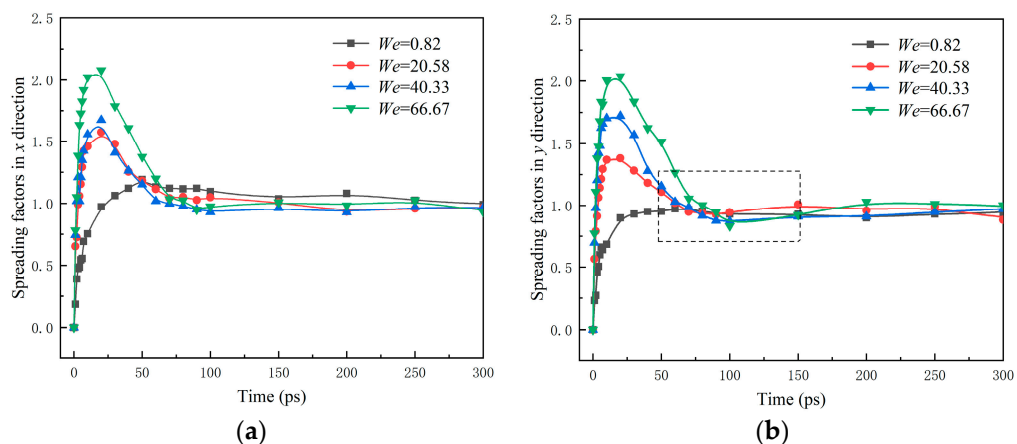 Spreading factors in x direction
2.5
2.0
1.5
1.0
0.5
0.0
We=0.82
We=20.58
We=40.33
We=66.67
0 50 100 150 200 250 300
Time (ps)
(a)
Spreading factors in y direction
2.5
2.0
1.5
1.0
0.5
0.0
We=0.82
We=20.58
We=40.33
We=66.67
0 50 100 150 200 250 300
Time (ps)
(b)